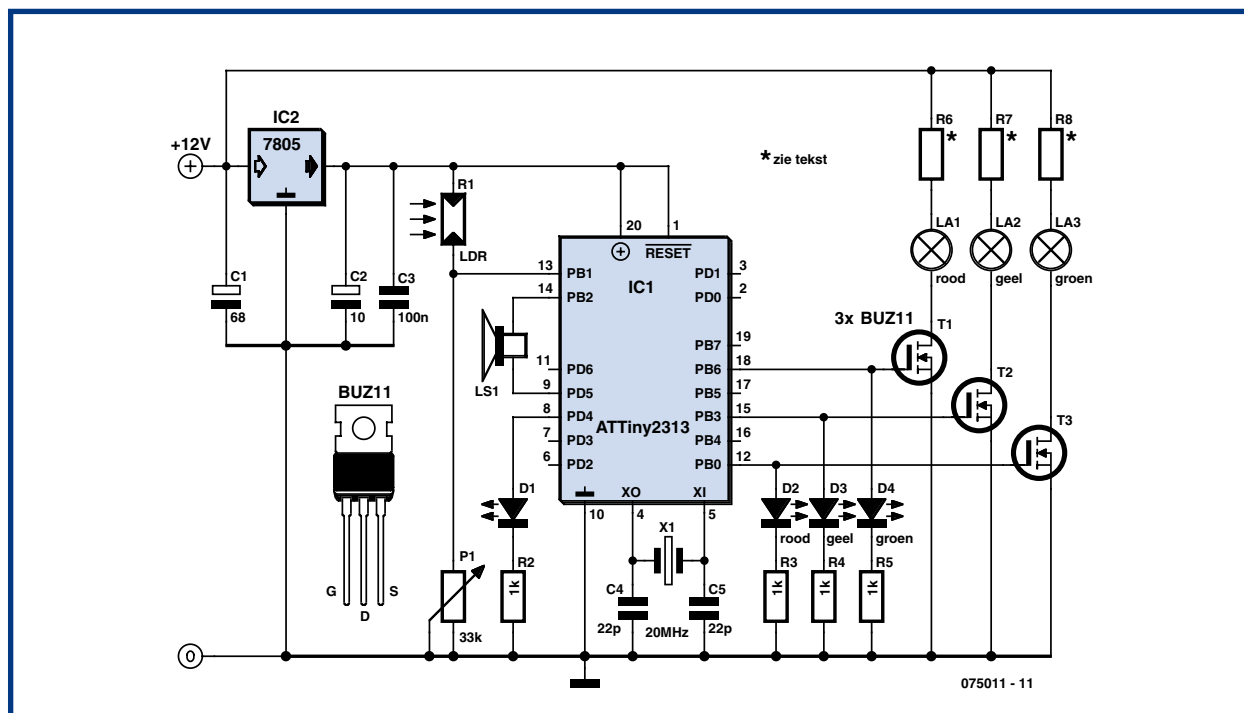 IC2
+12V
7805
R1
LDR
C1
68
C2
10
C3
100n
* zie tekst
R6
*
R7
*
R8
*
LA1
rood
LA2
geel
LA3
groen
20
1
RESET
IC1
13
PB1
14
PB2
11
PD6
9
PD5
8
PD4
7
PD3
6
PD2
PD1
3
PD0
2
PB7
19
PB6
18
PB5
17
PB3
15
PB4
16
PB0
12
ATTiny2313
XO
XI
10
4
5
LS1
3x BUZ11
T1
T2
T3
BUZ11
G
D
S
D1
R2
1k
P1
33k
X1
20MHz
C4
22p
C5
22p
D2
rood
D3
geel
D4
groen
R3
1k
R4
1k
R5
1k
0
075011 - 11